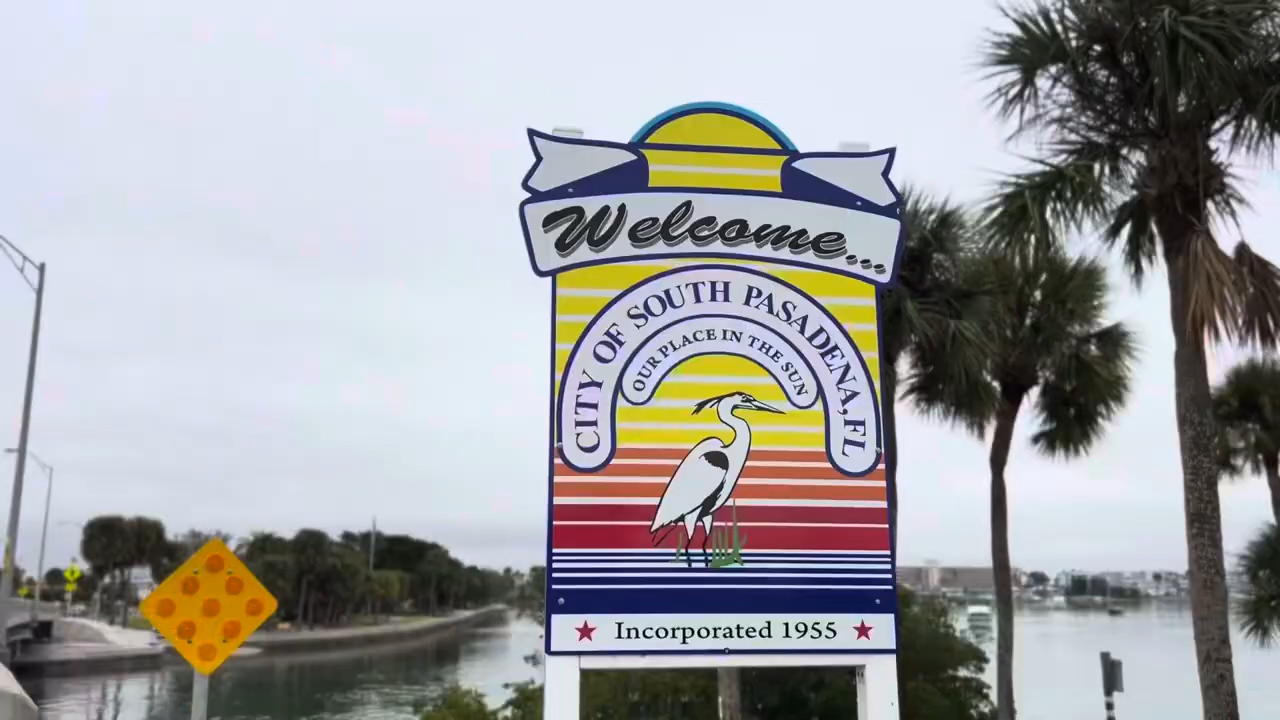 Welcome....
CITY OF SOUTH PASADENA, FL
OUR PLACE IN THE SUN
Incorporated 1955